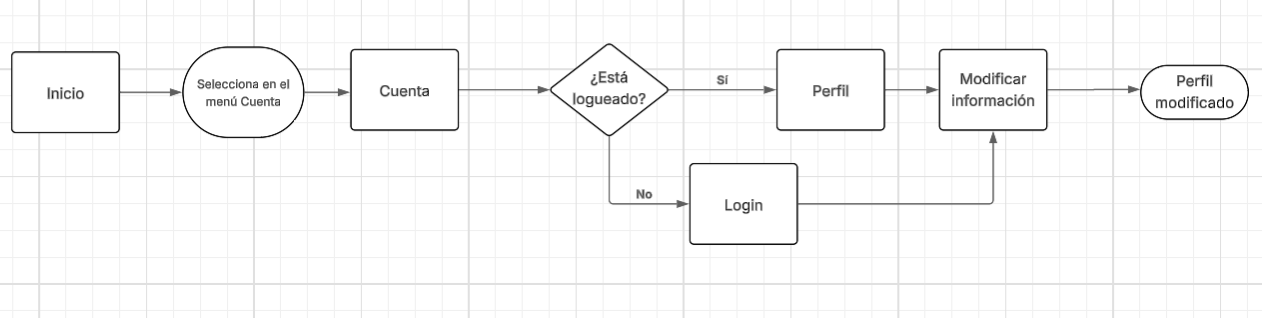 Inicio
Selecciona en el
menú Cuenta
Cuenta
¿Está
logueado?
Sí
Perfil
Modificar
información
Perfil
modificado
No
Login